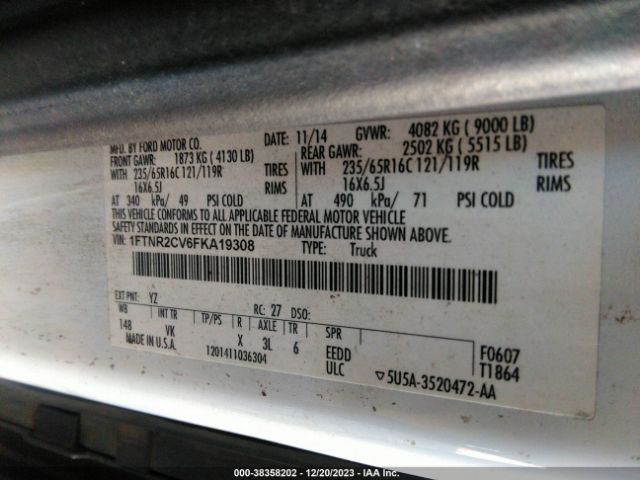 MFD. BY FORD MOTOR CO.
DATE: 11/14 GVWR: 4082 KG ( 9000 LB)
FRONT GAWR: 1873 KG ( 4130 LB)
REAR GAWR: 2502 KG ( 5515 LB)
WITH 235/65R16C 121/119R TIRES
WITH 235/65R16C 121/119R TIRES
16X6.5J RIMS
16X6.5J RIMS
AT 340 kPa/ 49 PSI COLD
AT 490 kPa/ 71 PSI COLD
THIS VEHICLE CONFORMS TO ALL APPLICABLE FEDERAL MOTOR VEHICLE
SAFETY STANDARDS IN EFFECT ON THE DATE OF MANUFACTURE SHOWN ABOVE.
VIN: 1FTNR2CV6FKA19308
TYPE: Truck
EXT PNT: YZ RC: 27 DSO:
WB INT TR TP/PS R AXLE TR SPR
148 VK X 3L 6 EEDD
MADE IN U.S.A. 1201411036304 ULC
F0607
T1864
▽5U5A-3520472-AA
000-38358202 - 12/20/2023 - IAA Inc.